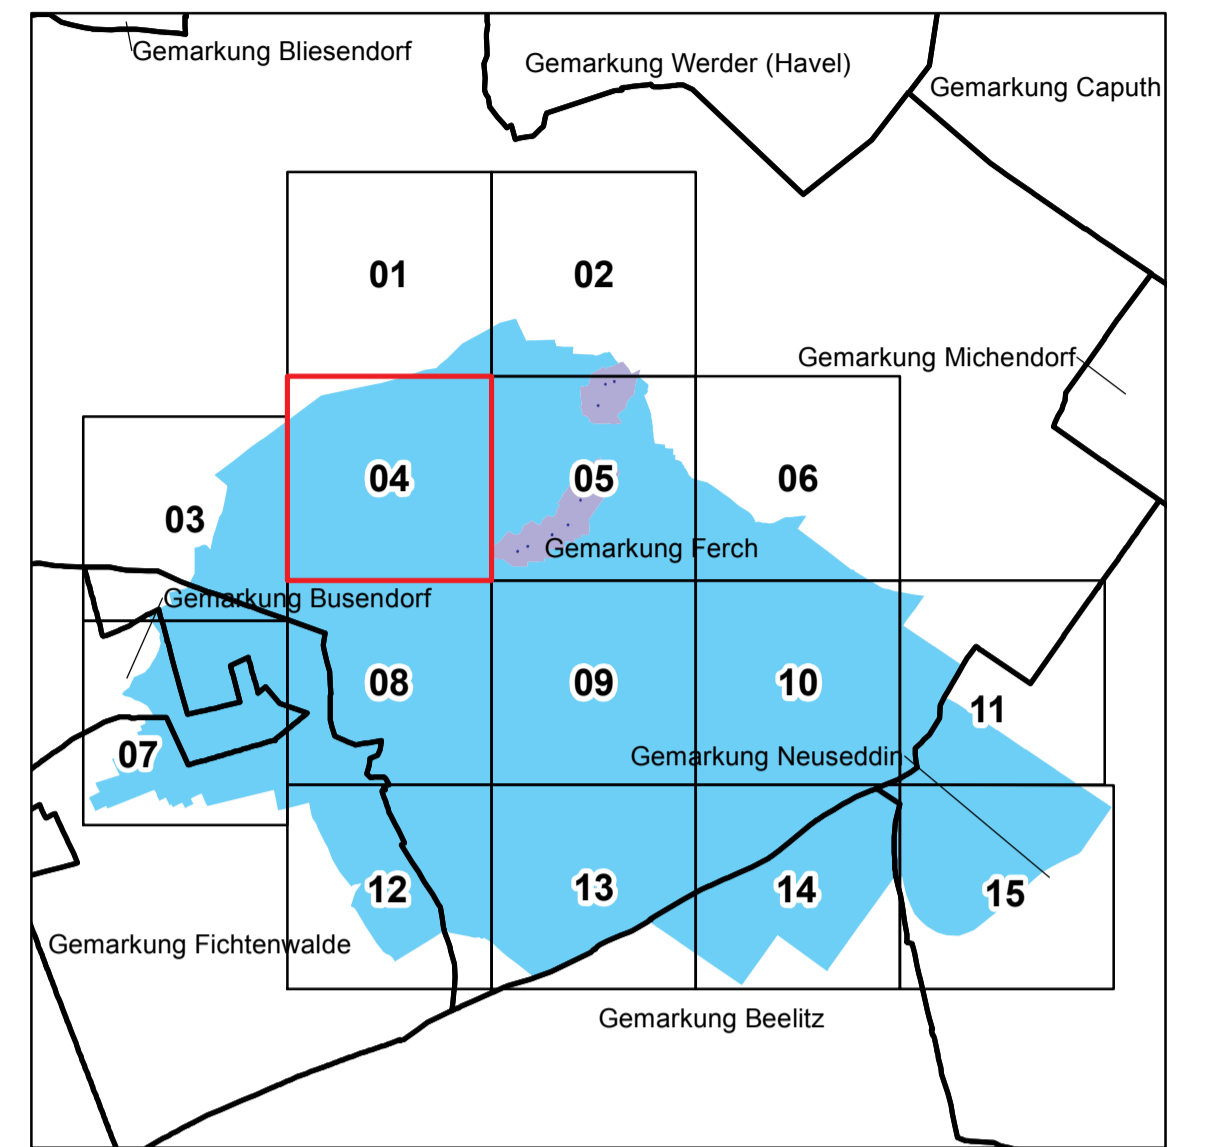 Gemarkung Bliesendorf
Gemarkung Werder (Havel)
Gemarkung Caputh
01
02
Gemarkung Michendorf
04
05
06
03
Gemarkung Ferch
Gemarkung Busendorf
08
09
10
11
07
Gemarkung Neuseddin
12
13
14
15
Gemarkung Fichtenwalde
Gemarkung Beelitz